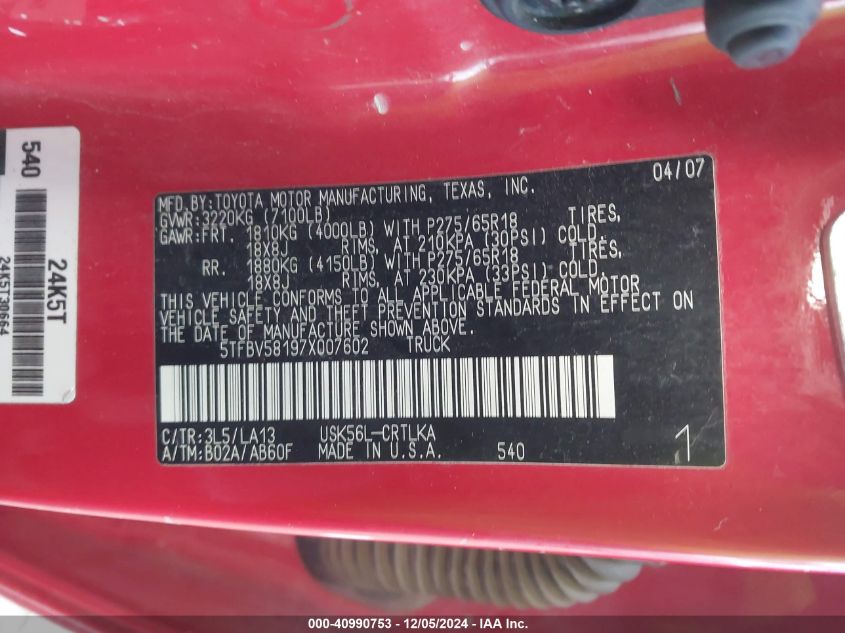 540
24K5T
24K5T30664
MFD.BY:TOYOTA MOTOR MANUFACTURING, TEXAS, INC. 04/07
GVWR:3220KG (7100LB)
GAWR:FRT. 1810KG (4000LB) WITH P275/65R18 TIRES,
18X8J RIMS, AT 210KPA (30PSI) COLD.
RR. 1880KG (4150LB) WITH P275/65R18 TIRES,
18X8J RIMS, AT 230KPA (33PSI) COLD.
THIS VEHICLE CONFORMS TO ALL APPLICABLE FEDERAL MOTOR
VEHICLE SAFETY AND THEFT PREVENTION STANDARDS IN EFFECT ON
THE DATE OF MANUFACTURE SHOWN ABOVE.
5TFBV58197X007602 TRUCK
C/TR:3L5/LA13 USK56L-CRTLKA
A/TM:B02A/AB60F MADE IN U.S.A. 540 1
000-40990753 - 12/05/2024 - IAA Inc.